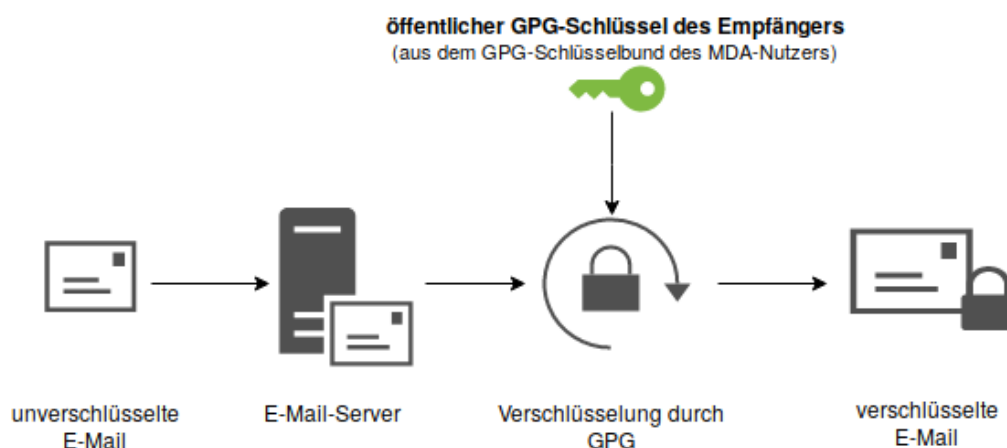 öffentlicher GPG-Schlüssel des Empfängers
(aus dem GPG-Schlüsselbund des MDA-Nutzers)
unverschlüsselte
E-Mail
E-Mail-Server
Verschlüsselung durch
GPG
verschlüsselte
E-Mail